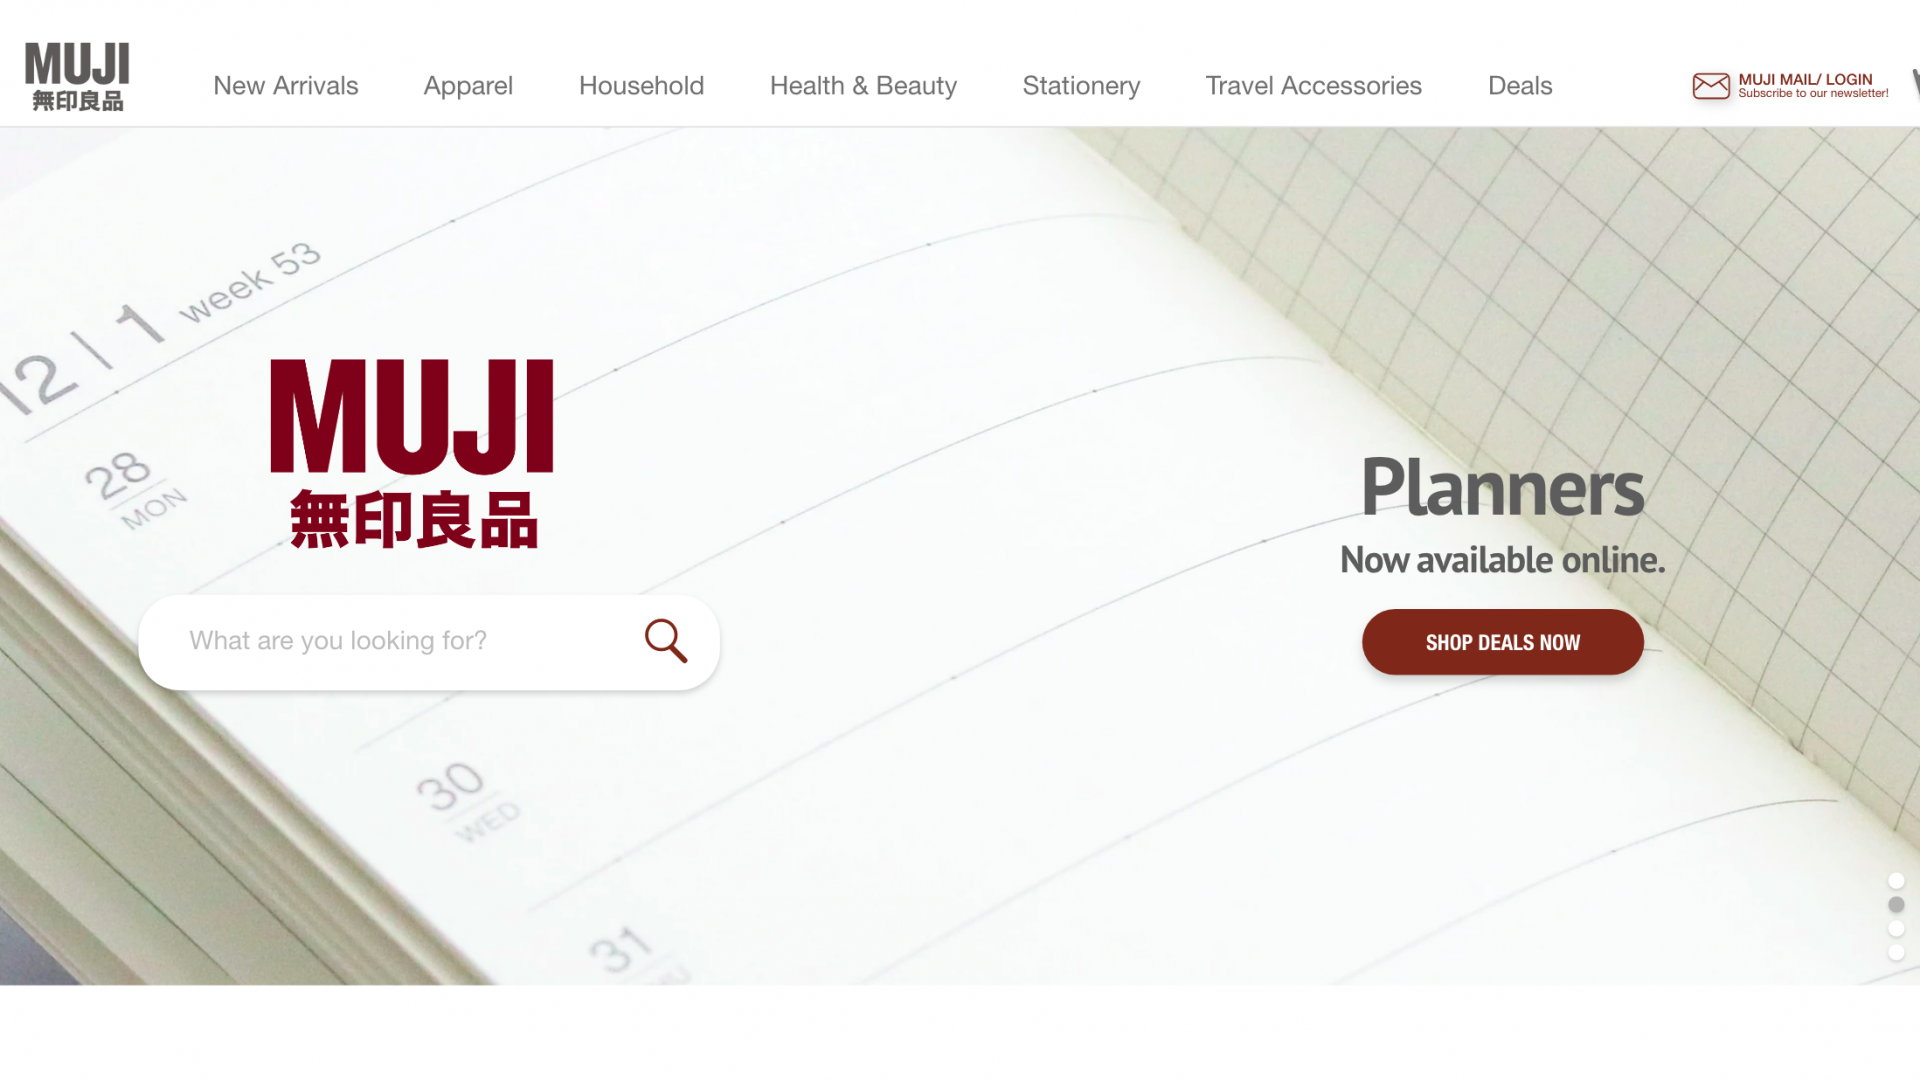 MUJI
無印良品
New Arrivals
Apparel
Household
Health & Beauty
Stationery
Travel Accessories
Deals
MUJI MAIL/ LOGIN
Subscribe to our newsletter!
12 | 1 week 53
28
MON
MUJI
無印良品
What are you looking for?
Planners
Now available online.
SHOP DEALS NOW
30
WED
31